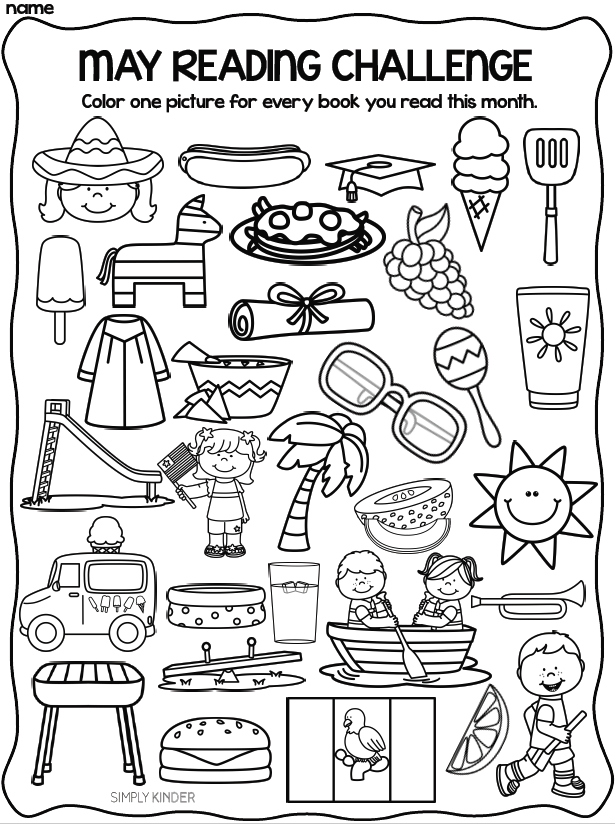 name
MAY READING CHALLENGE
Color one picture for every book you read this month.
SIMPLY KINDER